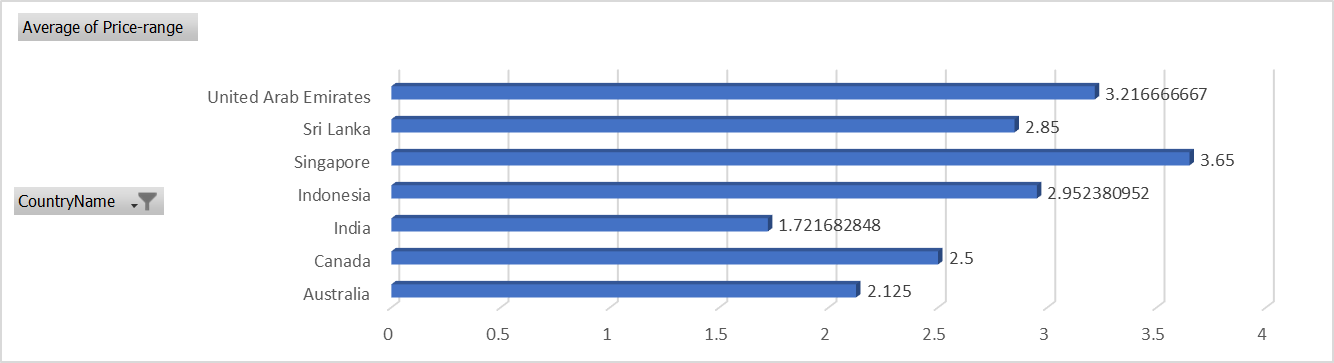 Average of Price-range
United Arab Emirates 3.216666667
Sri Lanka 2.85
Singapore 3.65
CountryName
Indonesia 2.952380952
India 1.721682848
Canada 2.5
Australia 2.125
0 0.5 1 1.5 2 2.5 3 3.5 4